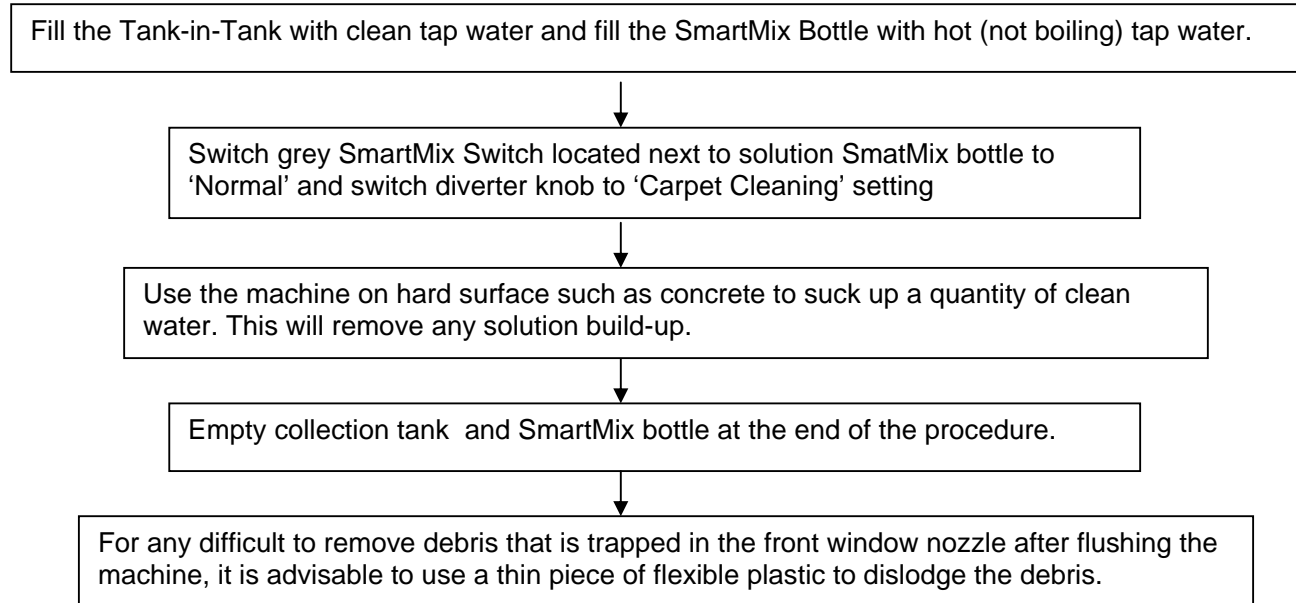 Fill the Tank-in-Tank with clean tap water and fill the SmartMix Bottle with hot (not boiling) tap water.
Switch grey SmartMix Switch located next to solution SmatMix bottle to
‘Normal’ and switch diverter knob to ‘Carpet Cleaning’ setting
Use the machine on hard surface such as concrete to suck up a quantity of clean
water. This will remove any solution build-up.
Empty collection tank  and SmartMix bottle at the end of the procedure.
For any difficult to remove debris that is trapped in the front window nozzle after flushing the
machine, it is advisable to use a thin piece of flexible plastic to dislodge the debris.